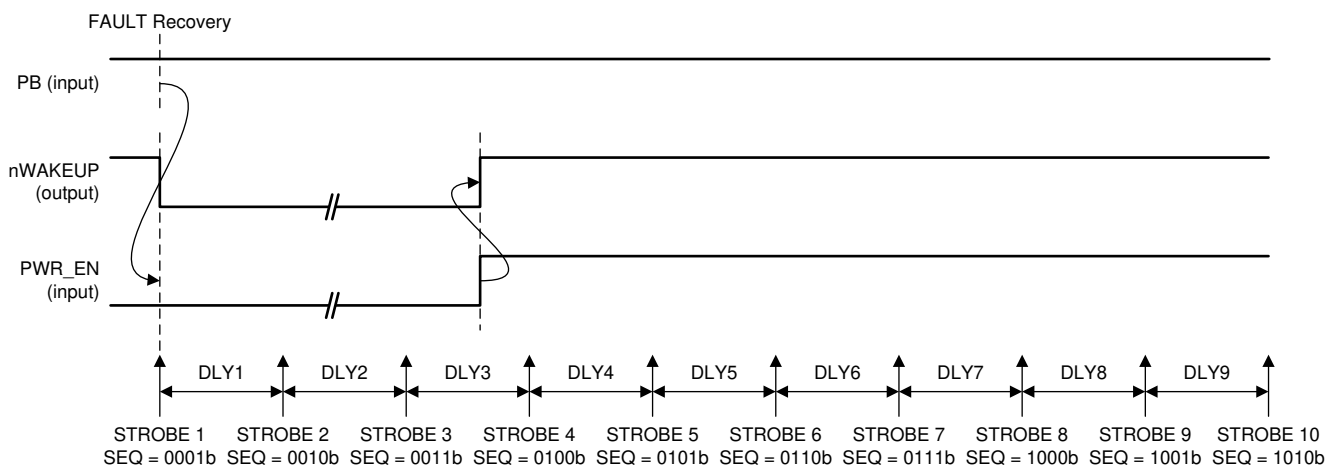 FAULT Recovery
PB (input)
nWAKEUP
(output)
PWR_EN
(input)
DLY1 DLY2 DLY3 DLY4 DLY5 DLY6 DLY7 DLY8 DLY9
STROBE 1 STROBE 2 STROBE 3 STROBE 4 STROBE 5 STROBE 6 STROBE 7 STROBE 8 STROBE 9 STROBE 10
SEQ = 0001b SEQ = 0010b SEQ = 0011b SEQ = 0100b SEQ = 0101b SEQ = 0110b SEQ = 0111b SEQ = 1000b SEQ = 1001b SEQ = 1010b